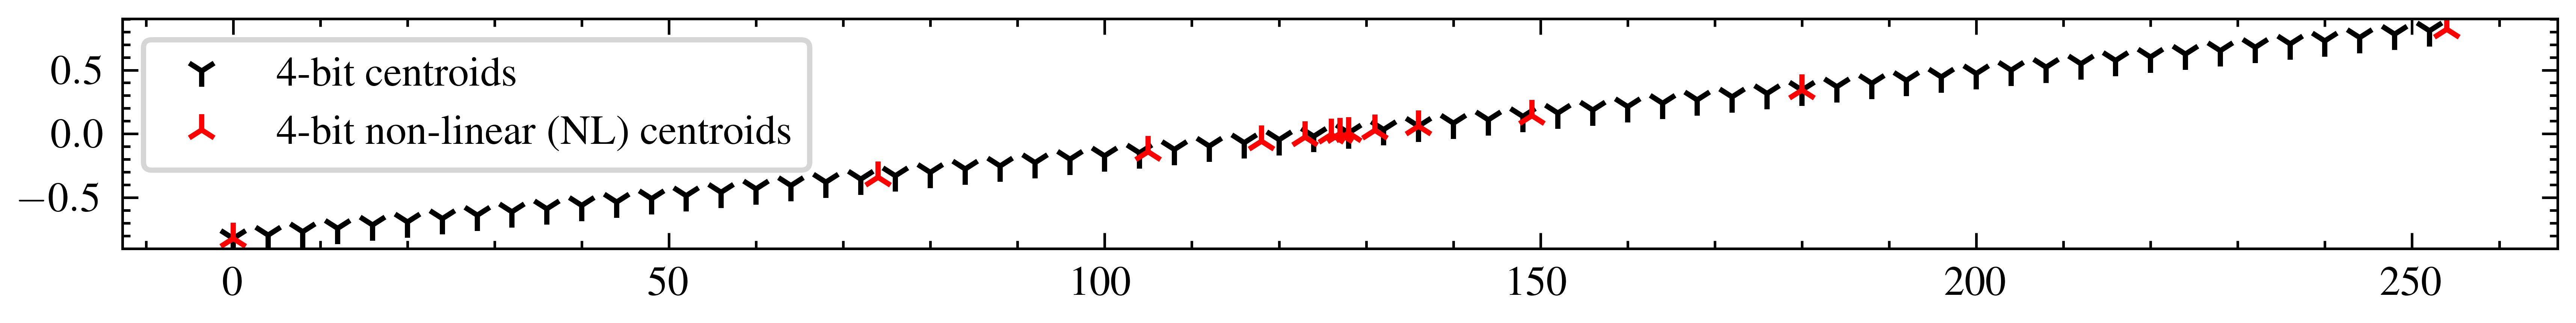 0.5
0.0
−0.5
4-bit centroids
4-bit non-linear (NL) centroids
0 50 100 150 200 250